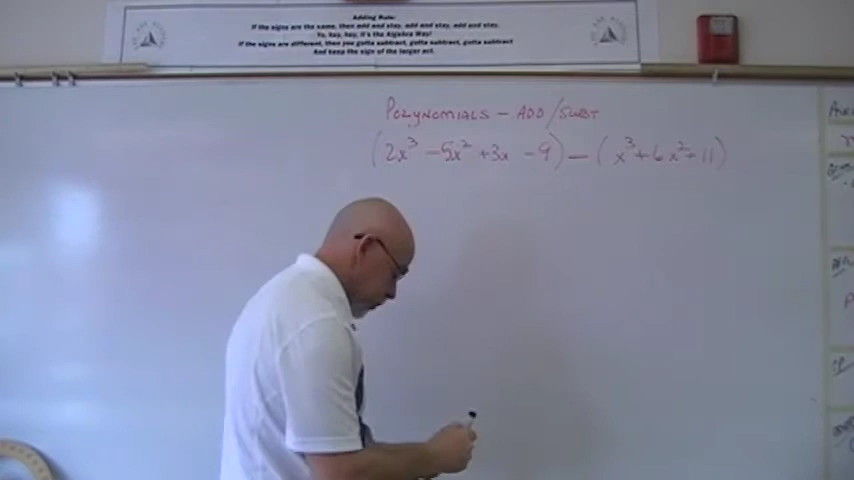 Adding Rule:
If the signs are the same, then add and stay, add and stay, add and stay.
Yo, hey, hey, it's the Algebra Way!
If the signs are different, then you gotta subtract, gotta subtract, gotta subtract
And keep the sign of the larger act.
POLYNOMIALS - ADD/SUBT
(2x³ -5x² +3x -9) - (x³+6x²+11)